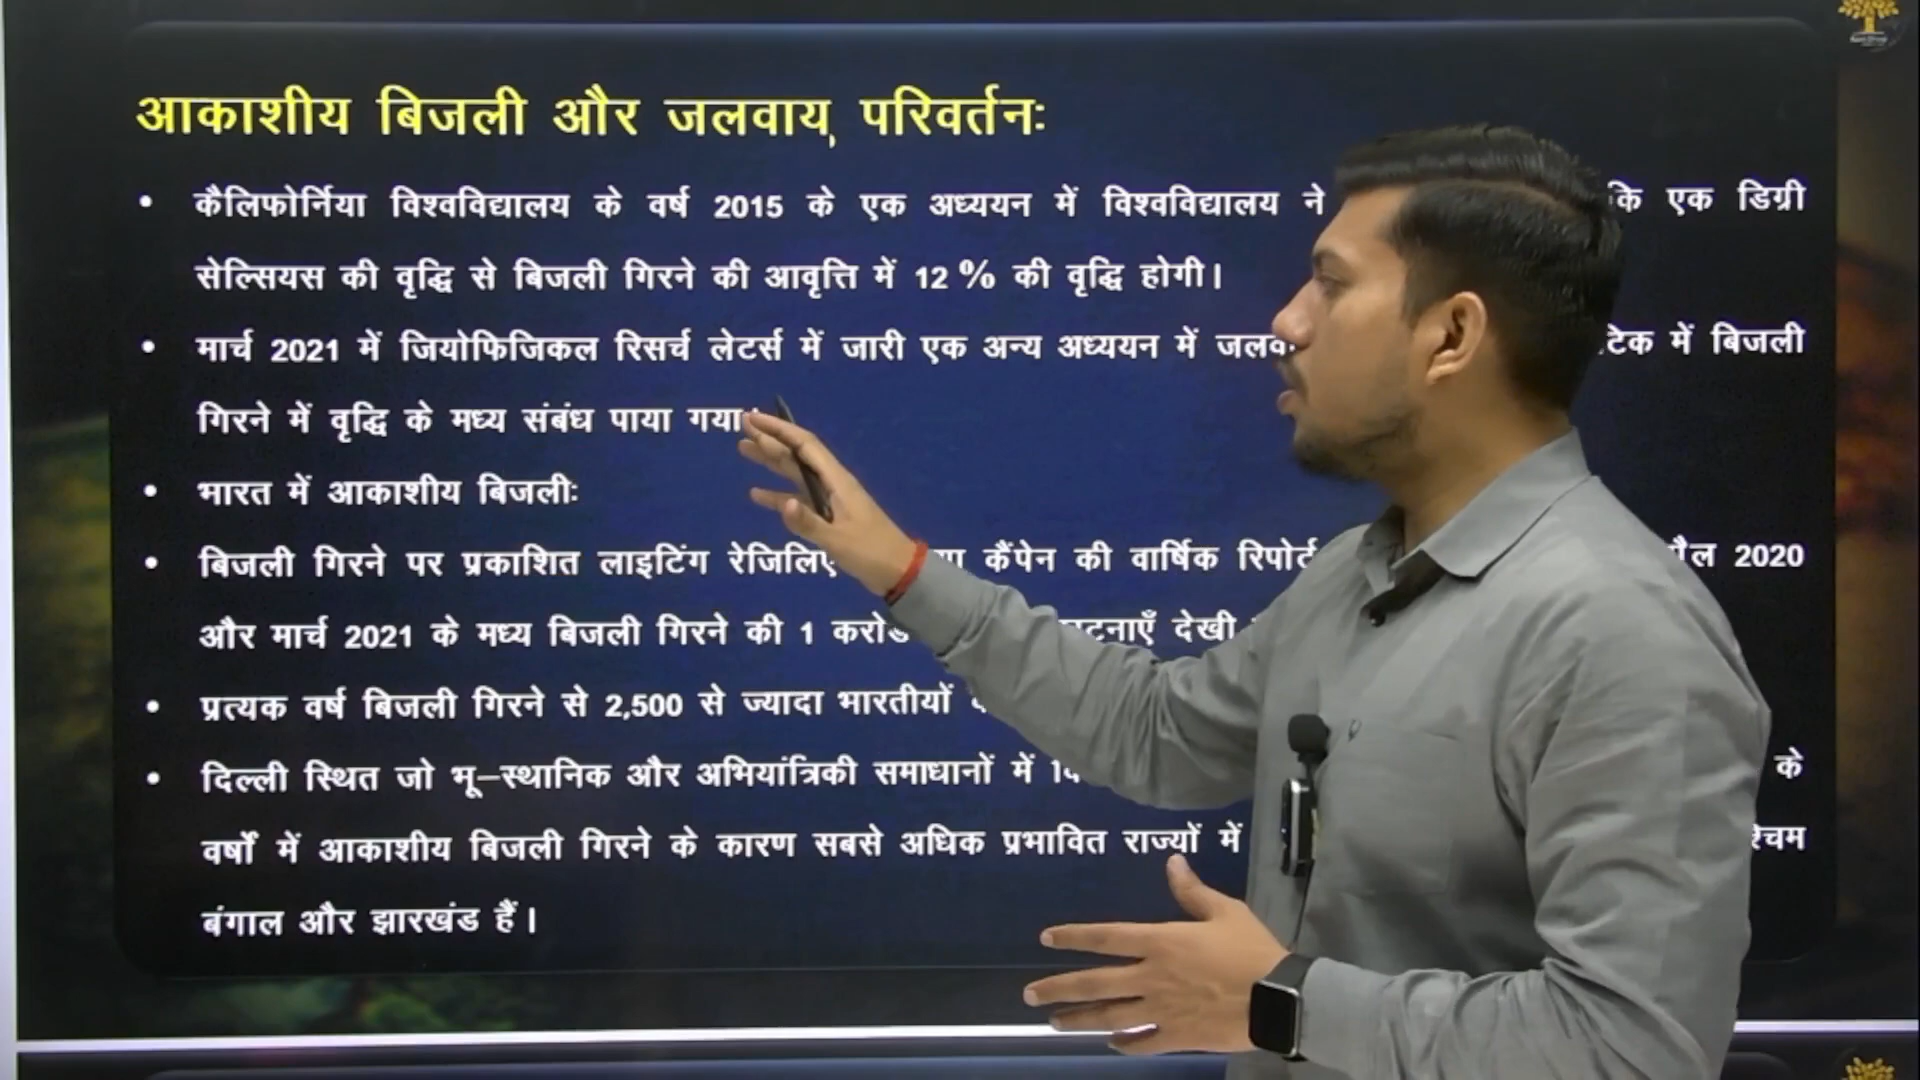 आकाशीय बिजली और जलवायु परिवर्तनः
• कैलिफोर्निया विश्वविद्यालय के वर्ष 2015 के एक अध्ययन में विश्वविद्यालय ने कि एक डिग्री
सेल्सियस की वृद्धि से बिजली गिरने की आवृत्ति में 12 % की वृद्धि होगी।
• मार्च 2021 में जियोफिजिकल रिसर्च लेटर्स में जारी एक अन्य अध्ययन में में बिजली
गिरने में वृद्धि के मध्य संबंध पाया गया
• भारत में आकाशीय बिजलीः
• बिजली गिरने पर प्रकाशित लाइटिंग कैंपेन की वार्षिक रिपोर्ट 2020
और मार्च 2021 के मध्य बिजली गिरने की 1 देखी
• प्रत्यक वर्ष बिजली गिरने से 2,500 से ज्यादा भारतीयों
• दिल्ली स्थित जो भू–स्थानिक और अभियांत्रिकी समाधानों में के
वर्षो में आकाशीय बिजली गिरने के कारण सबसे अधिक प्रभावित राज्यों में
बंगाल और झारखंड हैं।